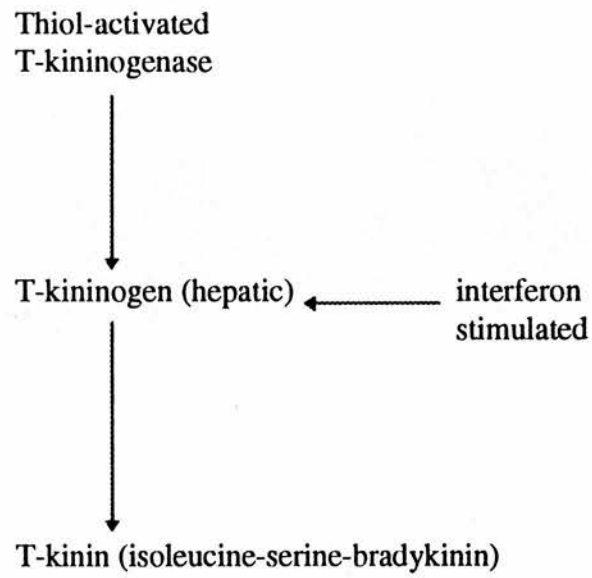 Thiol-activated
T-kininogenase
T-kininogen (hepatic)
interferon
stimulated
T-kinin (isoleucine-serine-bradykinin)